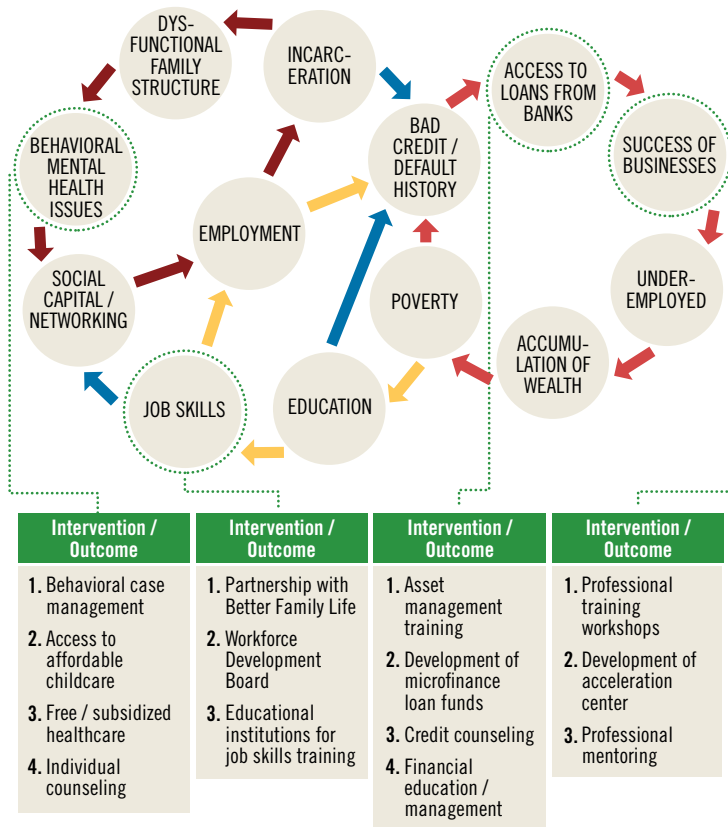 DYS-
FUNCTIONAL
FAMILY
STRUCTURE
INCARC-
ERATION
ACCESS TO
LOANS FROM
BANKS
BEHAVIORAL
MENTAL
HEALTH
ISSUES
BAD
CREDIT /
DEFAULT
HISTORY
SUCCESS OF
BUSINESSES
EMPLOYMENT
SOCIAL
CAPITAL /
NETWORKING
POVERTY
UNDER-
EMPLOYED
ACCUMU-
LATION OF
WEALTH
JOB SKILLS
EDUCATION
Intervention /
Outcome
1. Behavioral case
management
2. Access to
affordable
childcare
3. Free / subsidized
healthcare
4. Individual
counseling
Intervention /
Outcome
1. Partnership with
Better Family Life
2. Workforce
Development
Board
3. Educational
institutions for
job skills training
Intervention /
Outcome
1. Asset
management
training
2. Development of
microfinance
loan funds
3. Credit counseling
4. Financial
education /
management
Intervention /
Outcome
1. Professional
training
workshops
2. Development of
acceleration
center
3. Professional
mentoring